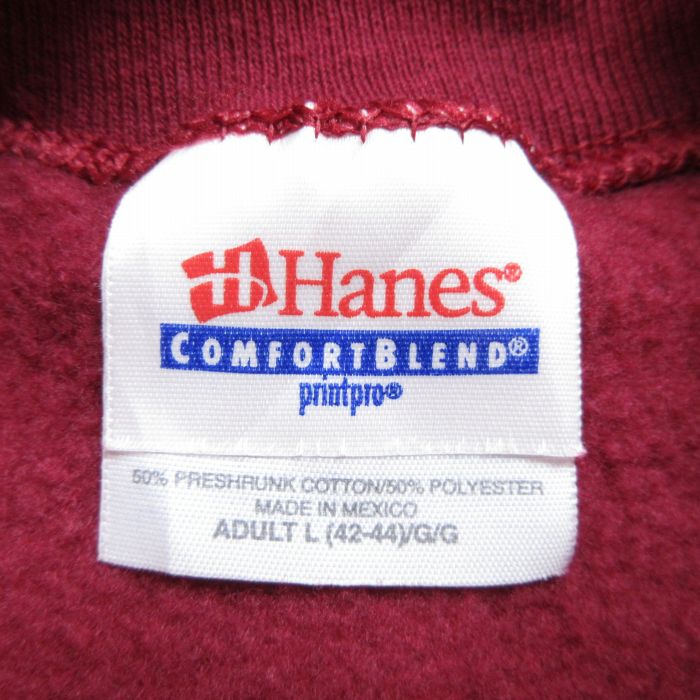 H Hanes®
COMFORTBLEND®
printpro®
50% PRESHRUNK COTTON/50% POLYESTER
MADE IN MEXICO
ADULT L (42-44)/G/G